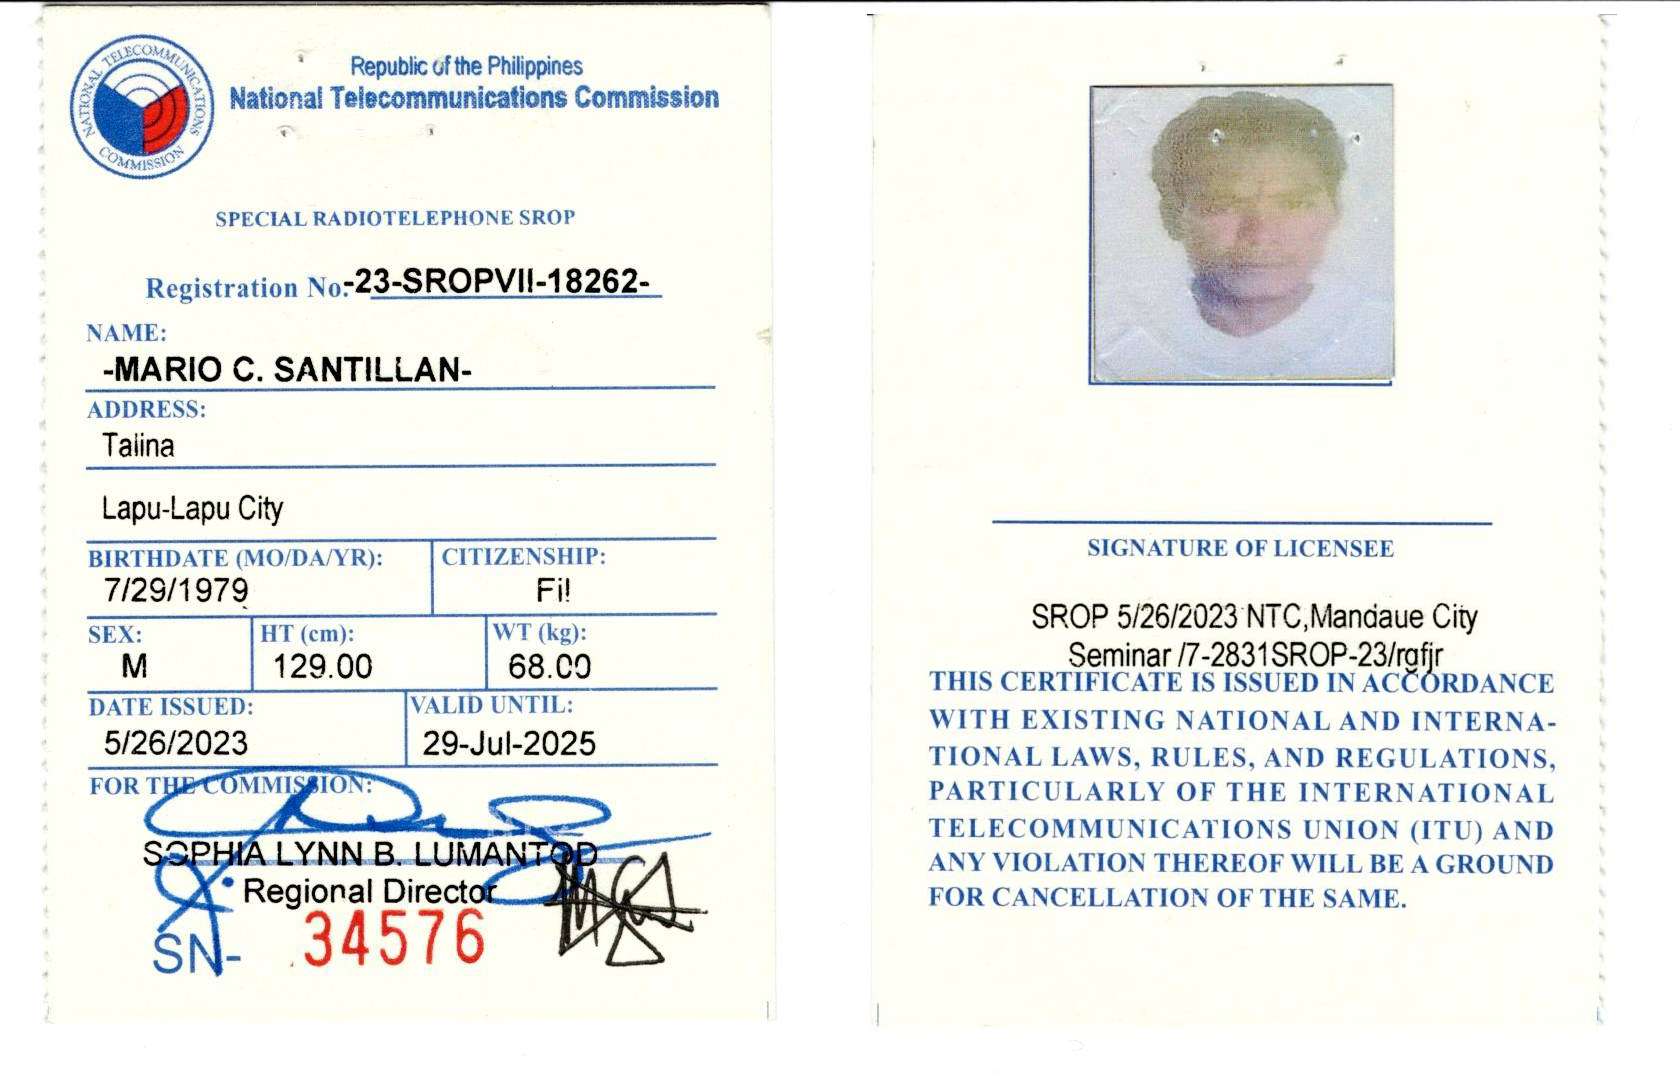 NATIONAL TELECOMMUNICATIONS COMMISSION
Republic of the Philippines
National Telecommunications Commission
SPECIAL RADIOTELEPHONE SROP
Registration No.-23-SROPVII-18262-
NAME:
-MARIO C. SANTILLAN-
ADDRESS:
Taiina
Lapu-Lapu City
BIRTHDATE (MO/DA/YR): CITIZENSHIP:
7/29/1979 Fil
SEX: HT (cm): WT (kg):
M 129.00 68.00
DATE ISSUED: VALID UNTIL:
5/26/2023 29-Jul-2025
FOR THE COMMISSION:
SOPHIA LYNN B. LUMANTOD
Regional Director
SN- 34576
SIGNATURE OF LICENSEE
SROP 5/26/2023 NTC,Mandaue City
Seminar /7-2831SROP-23/rgfjr
THIS CERTIFICATE IS ISSUED IN ACCORDANCE
WITH EXISTING NATIONAL AND INTERNA-
TIONAL LAWS, RULES, AND REGULATIONS,
PARTICULARLY OF THE INTERNATIONAL
TELECOMMUNICATIONS UNION (ITU) AND
ANY VIOLATION THEREOF WILL BE A GROUND
FOR CANCELLATION OF THE SAME.